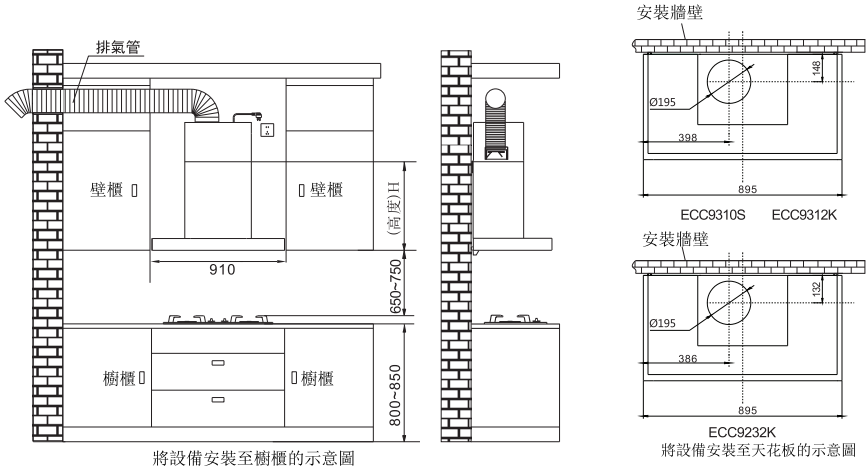 排氣管
壁櫃
壁櫃
(高度)H
910
650~750
櫥櫃
櫥櫃
800~850
將設備安裝至櫥櫃的示意圖
安裝牆壁
148
Ø195
398
895
ECC9310S ECC9312K
安裝牆壁
132
Ø195
386
895
ECC9232K
將設備安裝至天花板的示意圖